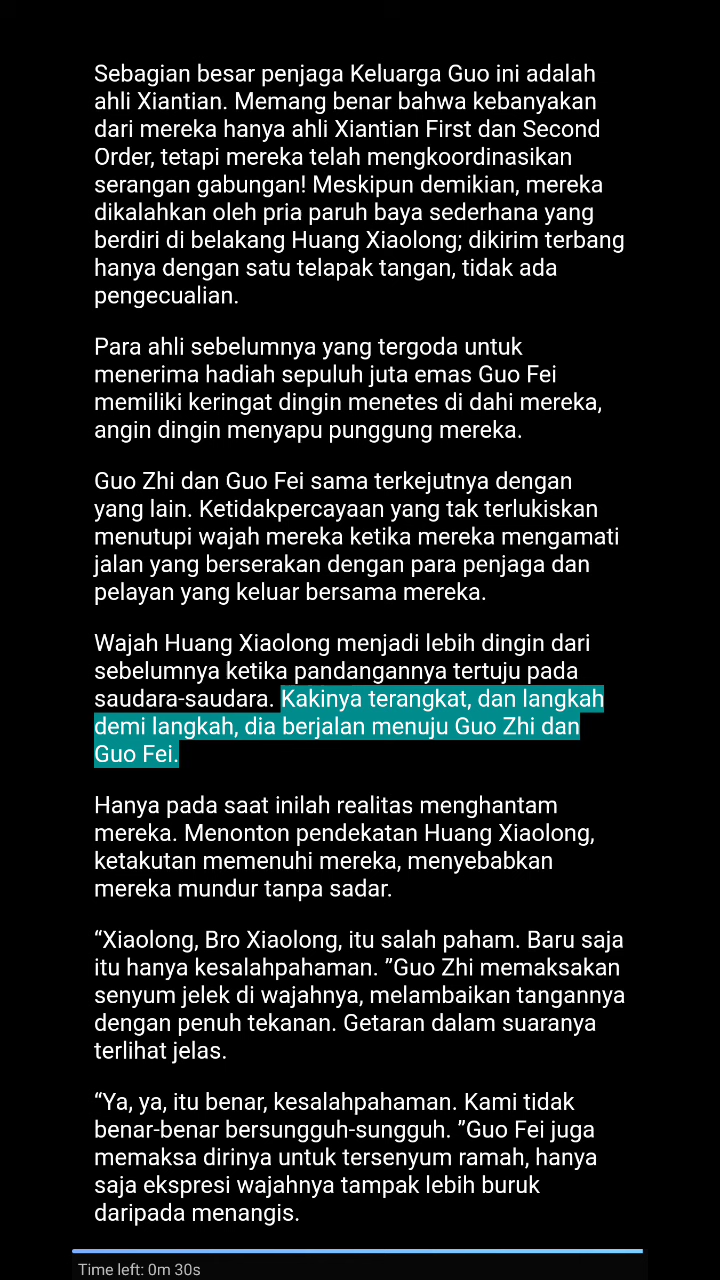 Sebagian besar penjaga Keluarga Guo ini adalah
ahli Xiantian. Memang benar bahwa kebanyakan
dari mereka hanya ahli Xiantian First dan Second
Order, tetapi mereka telah mengkoordinasikan
serangan gabungan! Meskipun demikian, mereka
dikalahkan oleh pria paruh baya sederhana yang
berdiri di belakang Huang Xiaolong; dikirim terbang
hanya dengan satu telapak tangan, tidak ada
pengecualian.
Para ahli sebelumnya yang tergoda untuk
menerima hadiah sepuluh juta emas Guo Fei
memiliki keringat dingin menetes di dahi mereka,
angin dingin menyapu punggung mereka.
Guo Zhi dan Guo Fei sama terkejutnya dengan
yang lain. Ketidakpercayaan yang tak terlukiskan
menutupi wajah mereka ketika mereka mengamati
jalan yang berserakan dengan para penjaga dan
pelayan yang keluar bersama mereka.
Wajah Huang Xiaolong menjadi lebih dingin dari
sebelumnya ketika pandangannya tertuju pada
saudara-saudara. Kakinya terangkat, dan langkah
demi langkah, dia berjalan menuju Guo Zhi dan
Guo Fei.
Hanya pada saat inilah realitas menghantam
mereka. Menonton pendekatan Huang Xiaolong,
ketakutan memenuhi mereka, menyebabkan
mereka mundur tanpa sadar.
“Xiaolong, Bro Xiaolong, itu salah paham. Baru saja
itu hanya kesalahpahaman. ”Guo Zhi memaksakan
senyum jelek di wajahnya, melambaikan tangannya
dengan penuh tekanan. Getaran dalam suaranya
terlihat jelas.
“Ya, ya, itu benar, kesalahpahaman. Kami tidak
benar-benar bersungguh-sungguh. ”Guo Fei juga
memaksa dirinya untuk tersenyum ramah, hanya
saja ekspresi wajahnya tampak lebih buruk
daripada menangis.
Time left: 0m 30s